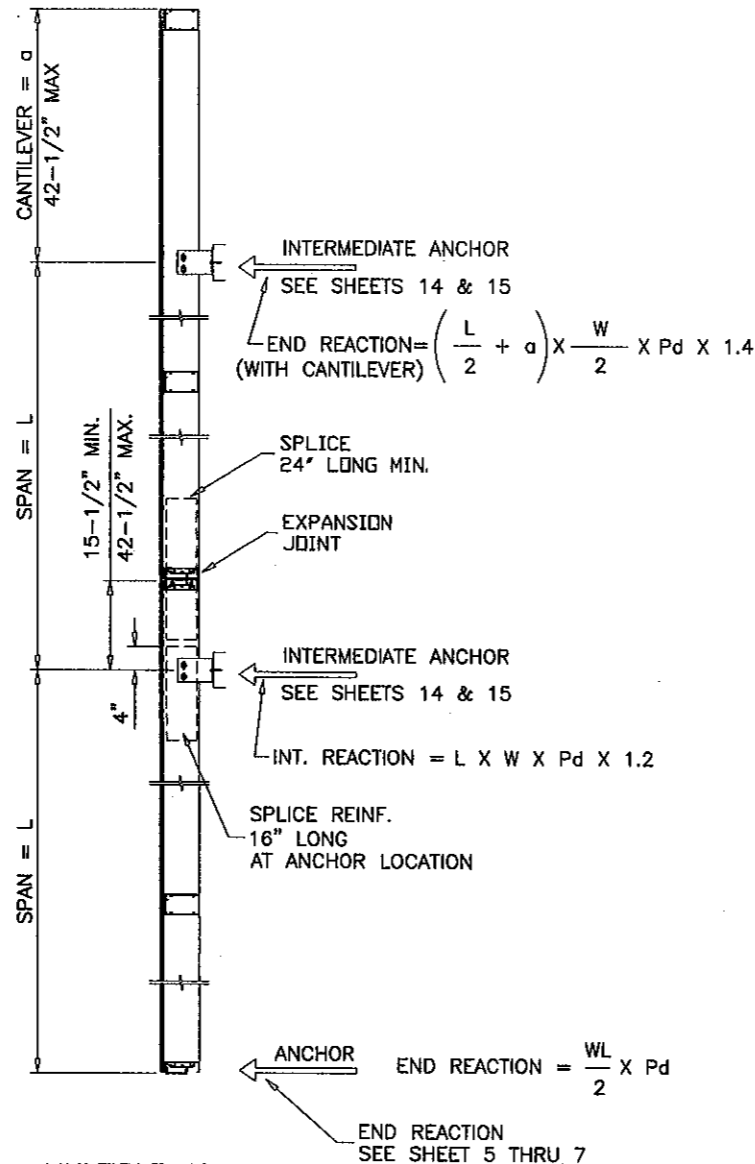 CANTILEVER = a
42-1/2" MAX
INTERMEDIATE ANCHOR
SEE SHEETS 14 & 15
END REACTION= ( L/2 + a ) X W/2 X Pd X 1.4
(WITH CANTILEVER)
SPAN = L
15-1/2" MIN.
42-1/2" MAX.
SPLICE
24" LONG MIN.
EXPANSION
JOINT
4"
INTERMEDIATE ANCHOR
SEE SHEETS 14 & 15
INT. REACTION = L X W X Pd X 1.2
SPLICE REINF.
16" LONG
AT ANCHOR LOCATION
SPAN = L
ANCHOR
END REACTION = WL/2 X Pd
END REACTION
SEE SHEET 5 THRU 7